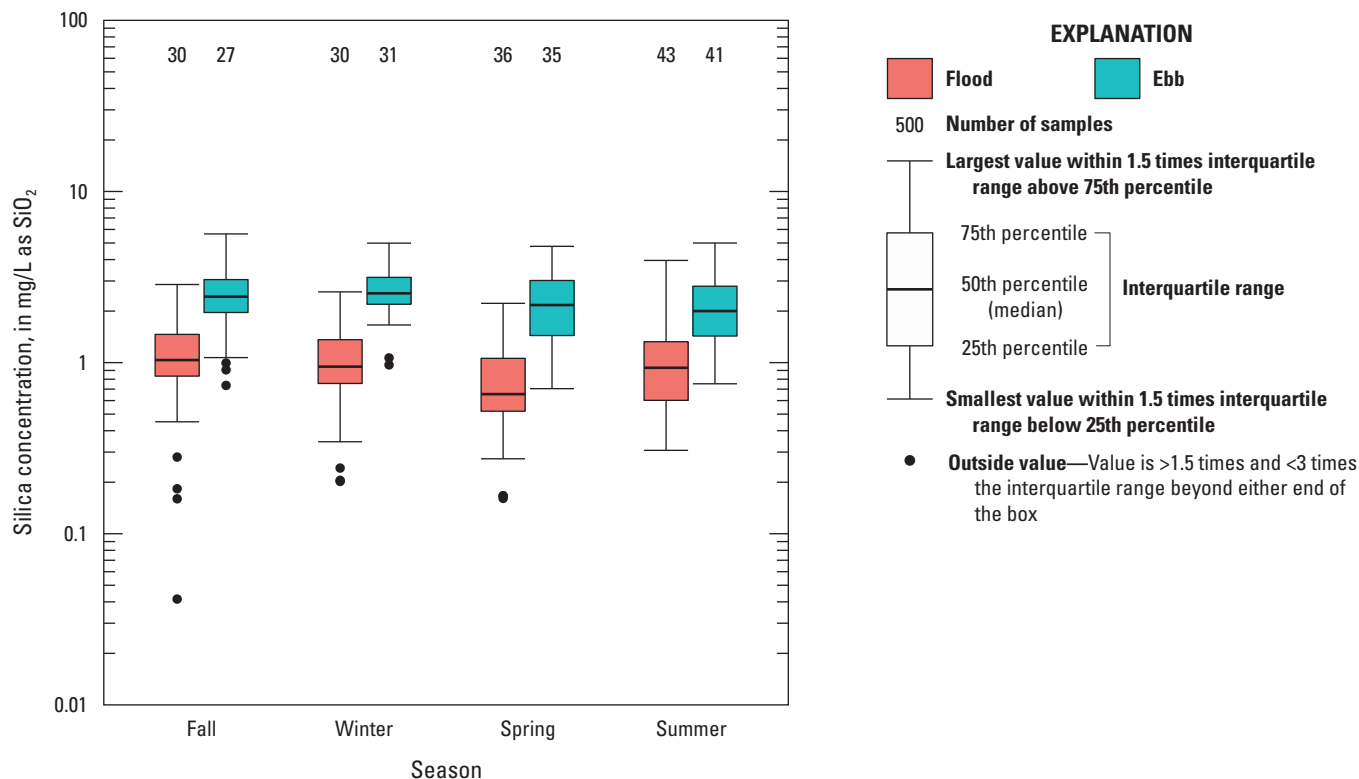 Silica concentration, in mg/L as SiO₂
100
10
1
0.1
0.01
30 27 30 31 36 35 43 41
Fall Winter Spring Summer
Season
EXPLANATION
Flood Ebb
500 Number of samples
Largest value within 1.5 times interquartile
range above 75th percentile
75th percentile
50th percentile
(median)
Interquartile range
25th percentile
Smallest value within 1.5 times interquartile
range below 25th percentile
Outside value—Value is >1.5 times and <3 times
the interquartile range beyond either end of
the box